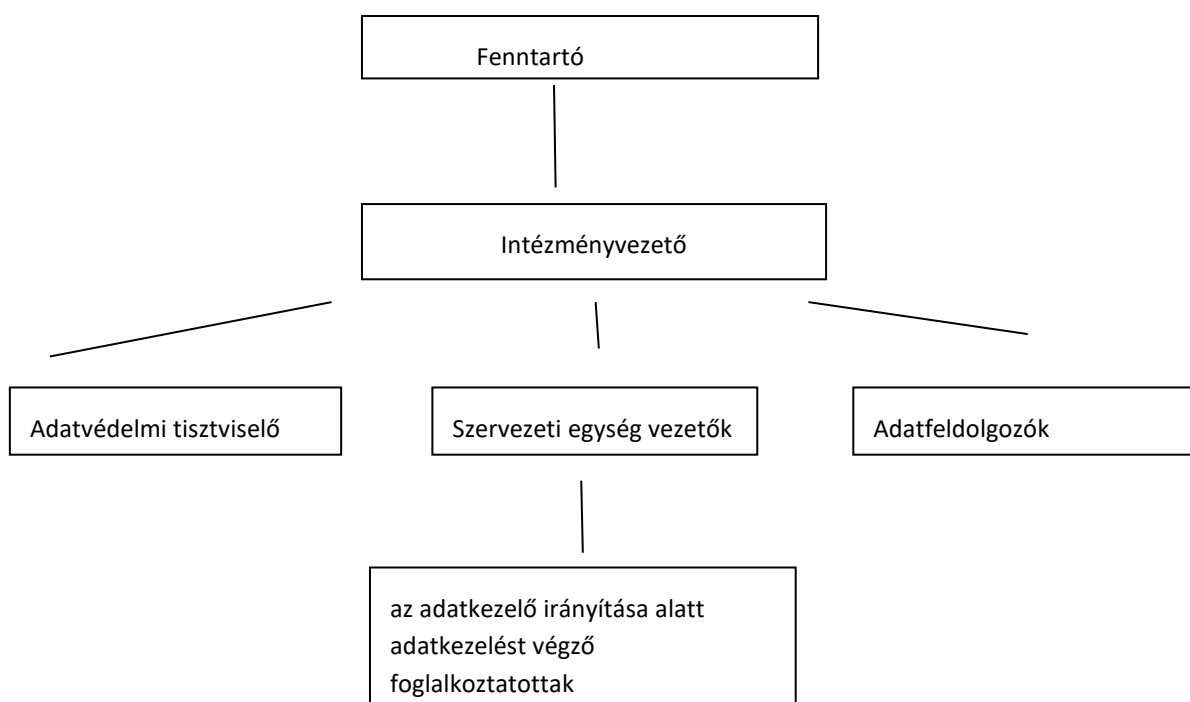 Fenntartó
Intézményvezető
Adatvédelmi tisztviselő
Szervezeti egység vezetők
Adatfeldolgozók
az adatkezelő irányítása alatt
adatkezelést végző
foglalkoztatottak